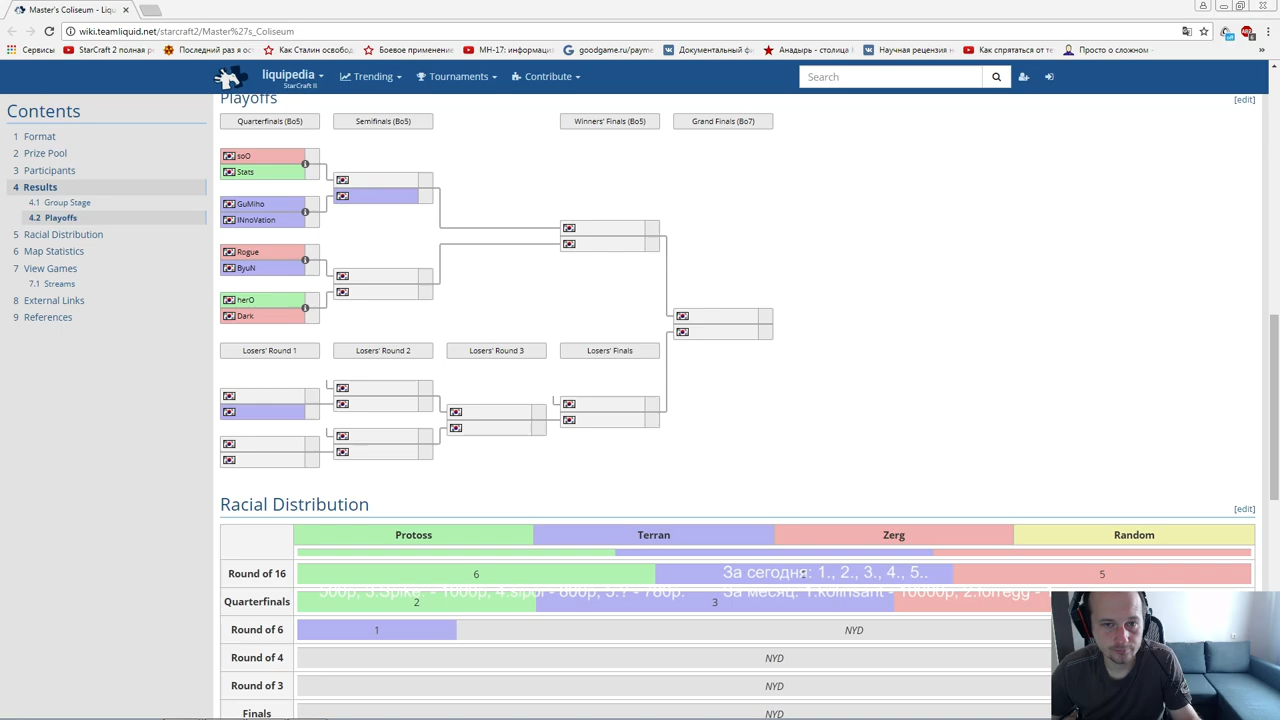 Master's Coliseum - Liqu
wiki.teamliquid.net/starcraft2/Master%27s_Coliseum
Сервисы StarCraft 2 полная р Последний раз я ос Как Сталин освобод Боевое применение МН-17: информаци goodgame.ru/payme Документальный ф Анадырь - столица Научная рецензия н Как спрятаться от те Просто о сложном -
liquipedia
StarCraft II
Trending Tournaments Contribute Search
Contents
1 Format
2 Prize Pool
3 Participants
4 Results
4.1 Group Stage
4.2 Playoffs
5 Racial Distribution
6 Map Statistics
7 View Games
7.1 Streams
8 External Links
9 References
Playoffs [edit]
Quarterfinals (Bo5) Semifinals (Bo5) Winners' Finals (Bo5) Grand Finals (Bo7)
soO
Stats
GuMiho
INnoVation
Rogue
ByuN
herO
Dark
Losers' Round 1 Losers' Round 2 Losers' Round 3 Losers' Finals
Racial Distribution [edit]
Protoss Terran Zerg Random
Round of 16 6 5
За сегодня: 1., 2., 3., 4., 5..
Quarterfinals 2 3
Round of 6 1 NYD
Round of 4 NYD
Round of 3 NYD
Finals NYD